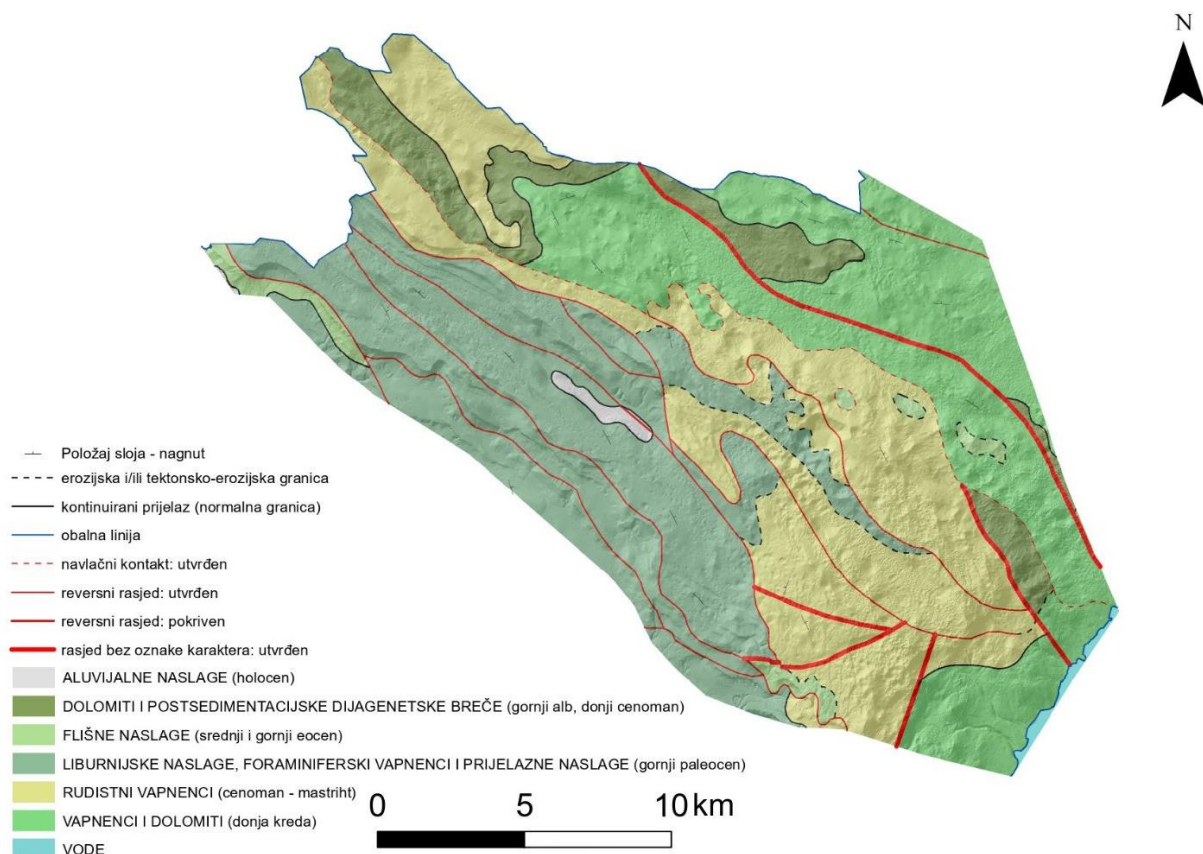 N
Položaj sloja - nagnut
erozijska i/ili tektonsko-erozijska granica
kontinuirani prijelaz (normalna granica)
obalna linija
navlačni kontakt: utvrđen
reversni rasjed: utvrđen
reversni rasjed: pokriven
rasjed bez oznake karaktera: utvrđen
ALUVIJALNE NASLAGE (holocen)
DOLOMITI I POSTSEDIMENTACIJSKE DIJAGENETSKE BREČE (gornji alb, donji cenoman)
FLIŠNE NASLAGE (srednji i gornji eocen)
LIBURNIJSKE NASLAGE, FORAMINIFERSKI VAPNENCI I PRIJELAZNE NASLAGE (gornji paleocen)
RUDISTNI VAPNENCI (cenoman - mastriht)
VAPNENCI I DOLOMITI (donja kreda)
VODE
0 5 10 km